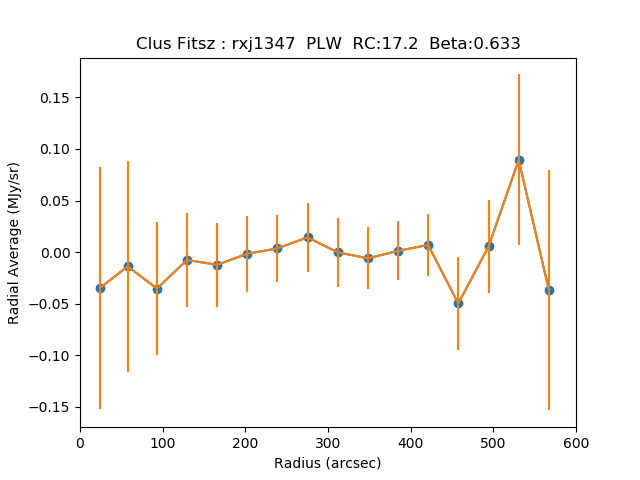 Clus Fitsz : rxj1347  PLW  RC:17.2  Beta:0.633
Radial Average (MJy/sr)
0.15
0.10
0.05
0.00
−0.05
−0.10
−0.15
0 100 200 300 400 500 600
Radius (arcsec)